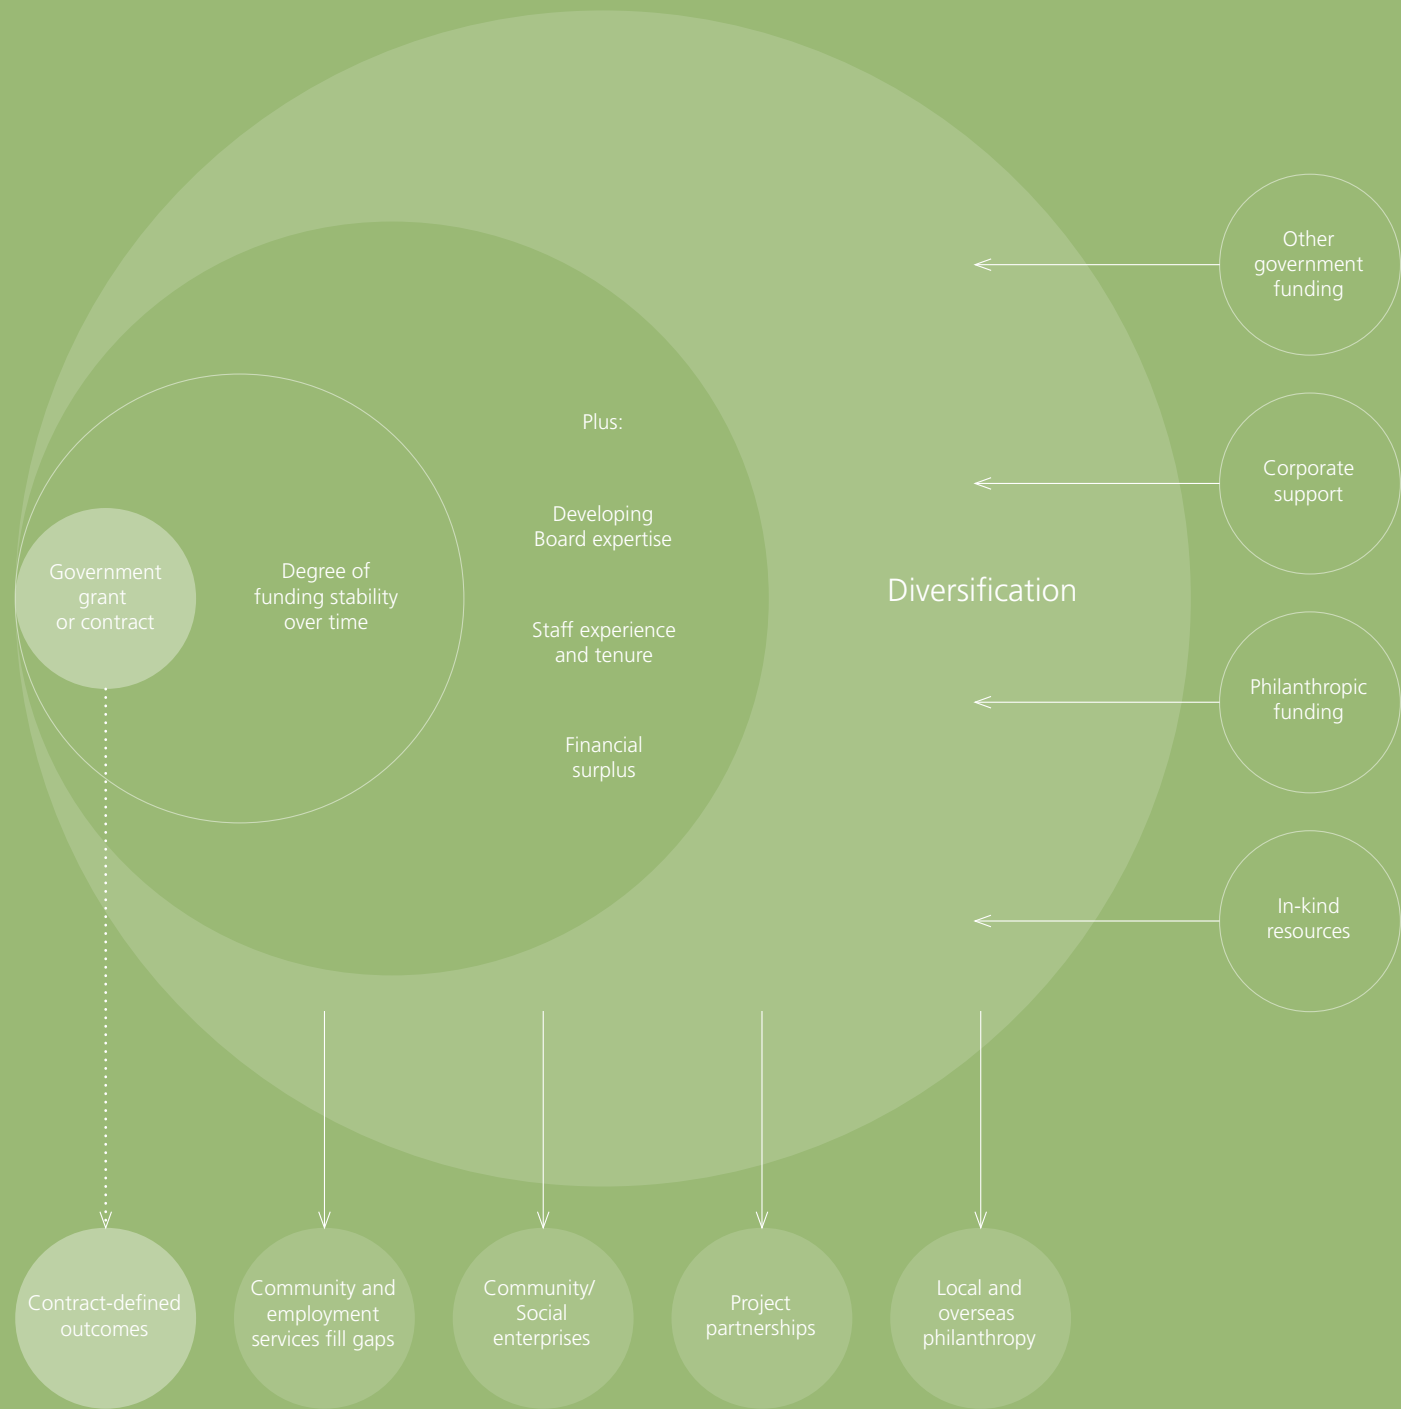 Government
grant
or contract
Degree of
funding stability
over time
Plus:
Developing
Board expertise
Staff experience
and tenure
Financial
surplus
Diversification
Other
government
funding
Corporate
support
Philanthropic
funding
In-kind
resources
Contract-defined
outcomes
Community and
employment
services fill gaps
Community/
Social
enterprises
Project
partnerships
Local and
overseas
philanthropy